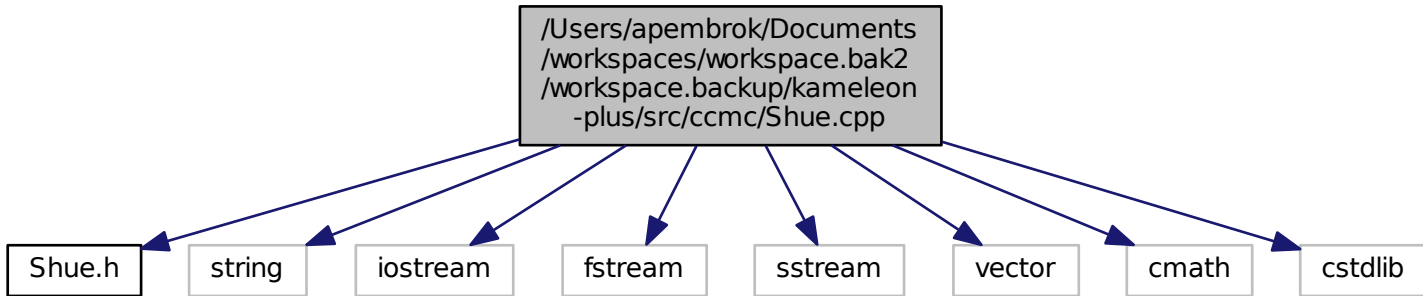 /Users/apembrok/Documents
/workspaces/workspace.bak2
/workspace.backup/kameleon
-plus/src/ccmc/Shue.cpp
Shue.h
string
iostream
fstream
sstream
vector
cmath
cstdlib